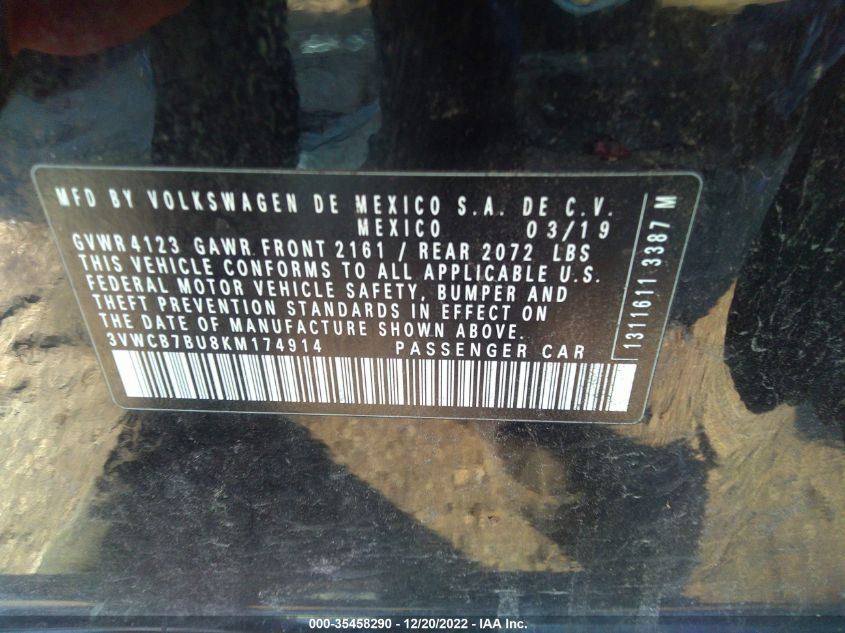 MFD BY VOLKSWAGEN DE MEXICO S.A. DE C.V.
MEXICO 03/19
GVWR 4123 GAWR FRONT 2161 / REAR 2072 LBS
THIS VEHICLE CONFORMS TO ALL APPLICABLE U.S.
FEDERAL MOTOR VEHICLE SAFETY, BUMPER AND
THEFT PREVENTION STANDARDS IN EFFECT ON
THE DATE OF MANUFACTURE SHOWN ABOVE.
3VWCB7BU8KM174914 PASSENGER CAR
1311611 3387 M
000-35458290 - 12/20/2022 - IAA Inc.